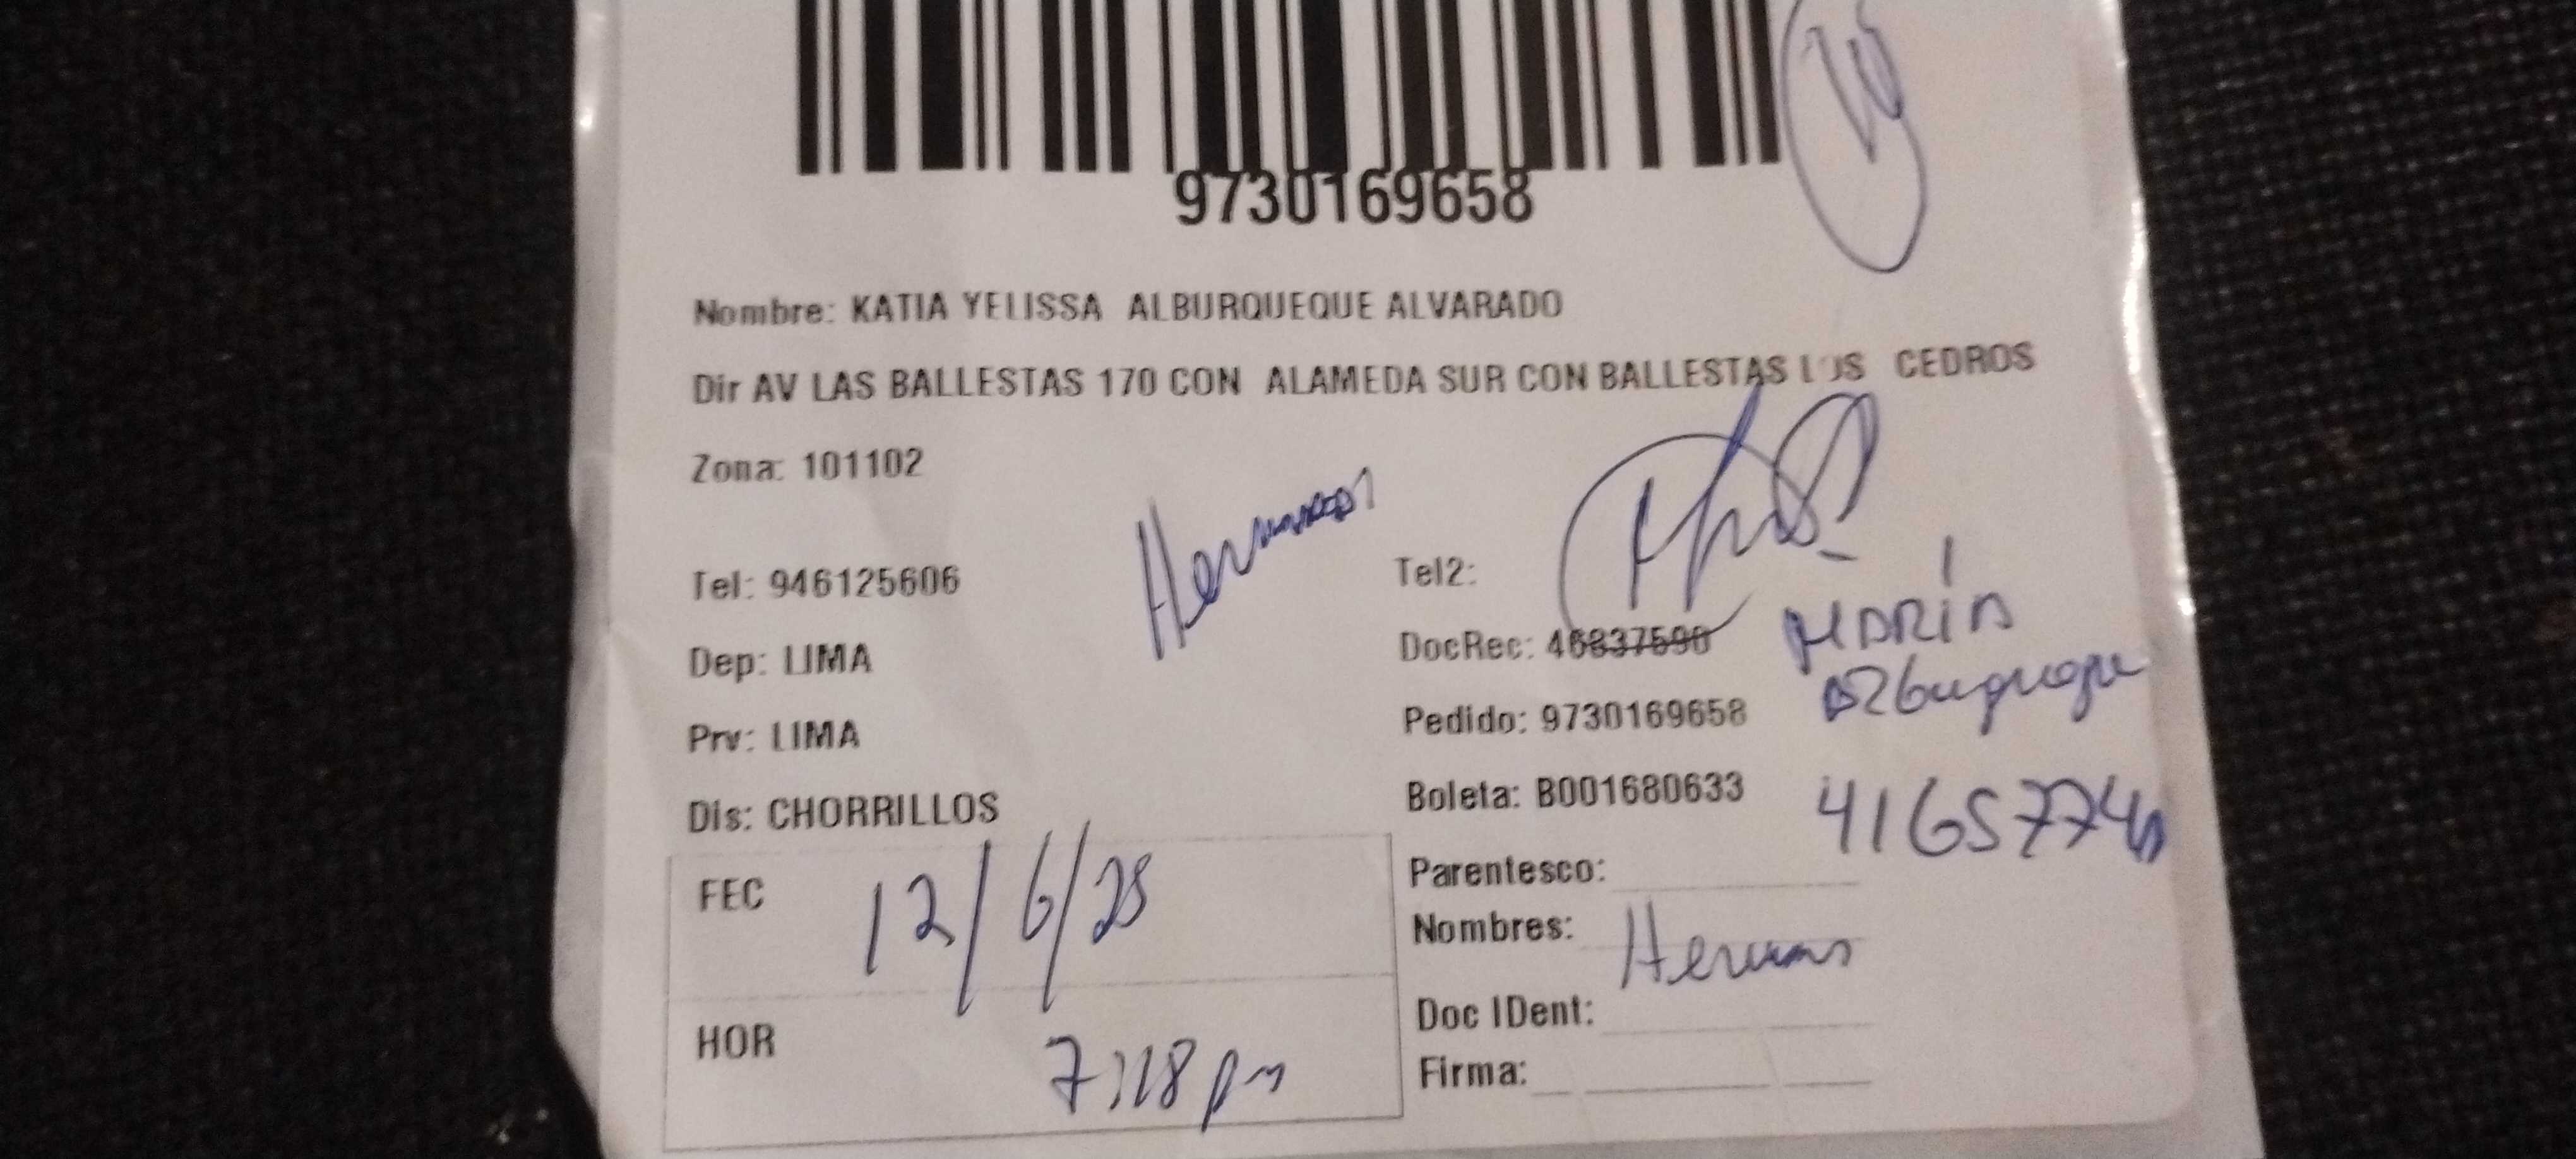 9730169658
Nombre: KATIA YELISSA ALBURQUEQUE ALVARADO
Dir AV LAS BALLESTAS 170 CON ALAMEDA SUR CON BALLESTAS LOS CEDROS
Zona: 101102
Tel: 946125606
Tel2:
Dep: LIMA
DocRec: 46837590
MARÍA
Prv: LIMA
Pedido: 9730169658
Dis: CHORRILLOS
Boleta: B001680633
FEC 12/6/25
Parentesco:
Nombres:
Doc IDent:
HOR 7:18 pm
Firma: